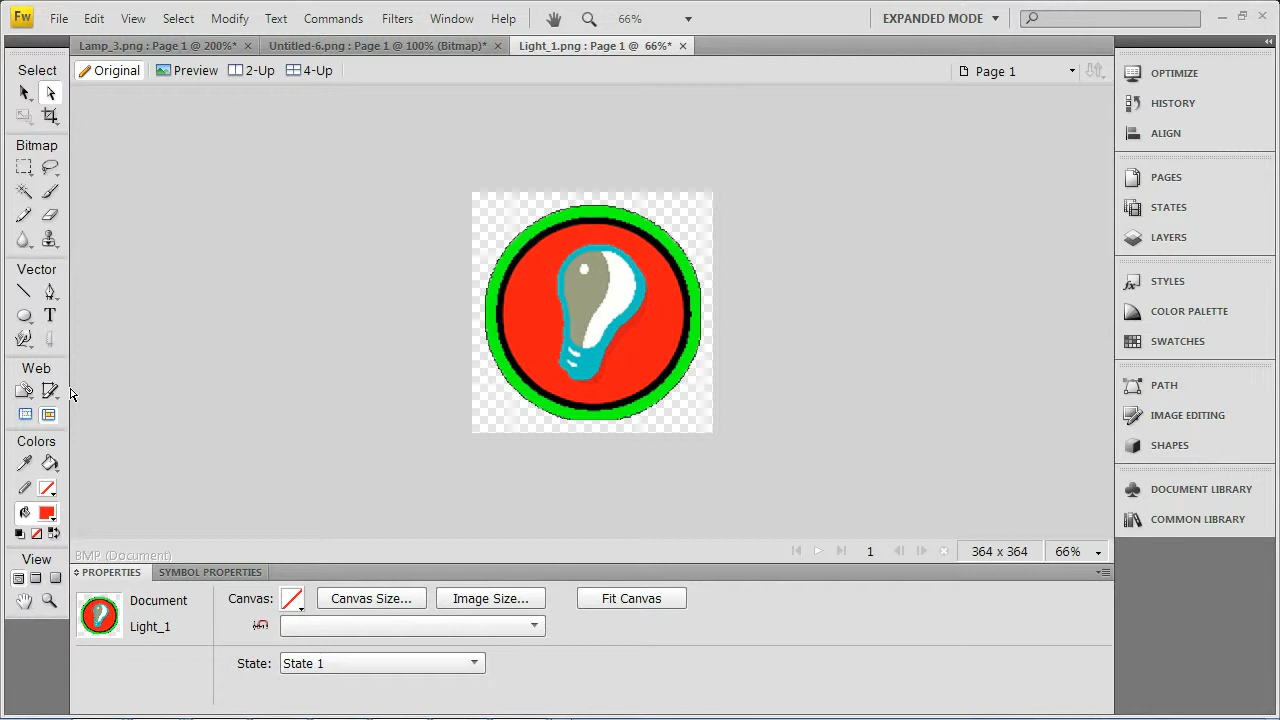 Fw File Edit View Select Modify Text Commands Filters Window Help 66% EXPANDED MODE
Lamp_3.png : Page 1 @ 200%* Untitled-6.png : Page 1 @ 100% (Bitmap)* Light_1.png : Page 1 @ 66%*
Select
Original Preview 2-Up 4-Up Page 1
Bitmap
Vector
T
Web
Colors
View
OPTIMIZE
HISTORY
ALIGN
PAGES
STATES
LAYERS
STYLES
COLOR PALETTE
SWATCHES
PATH
IMAGE EDITING
SHAPES
DOCUMENT LIBRARY
COMMON LIBRARY
BMP (Document) 1 364 x 364 66%
PROPERTIES SYMBOL PROPERTIES
Document Canvas: Canvas Size... Image Size... Fit Canvas
Light_1
State: State 1